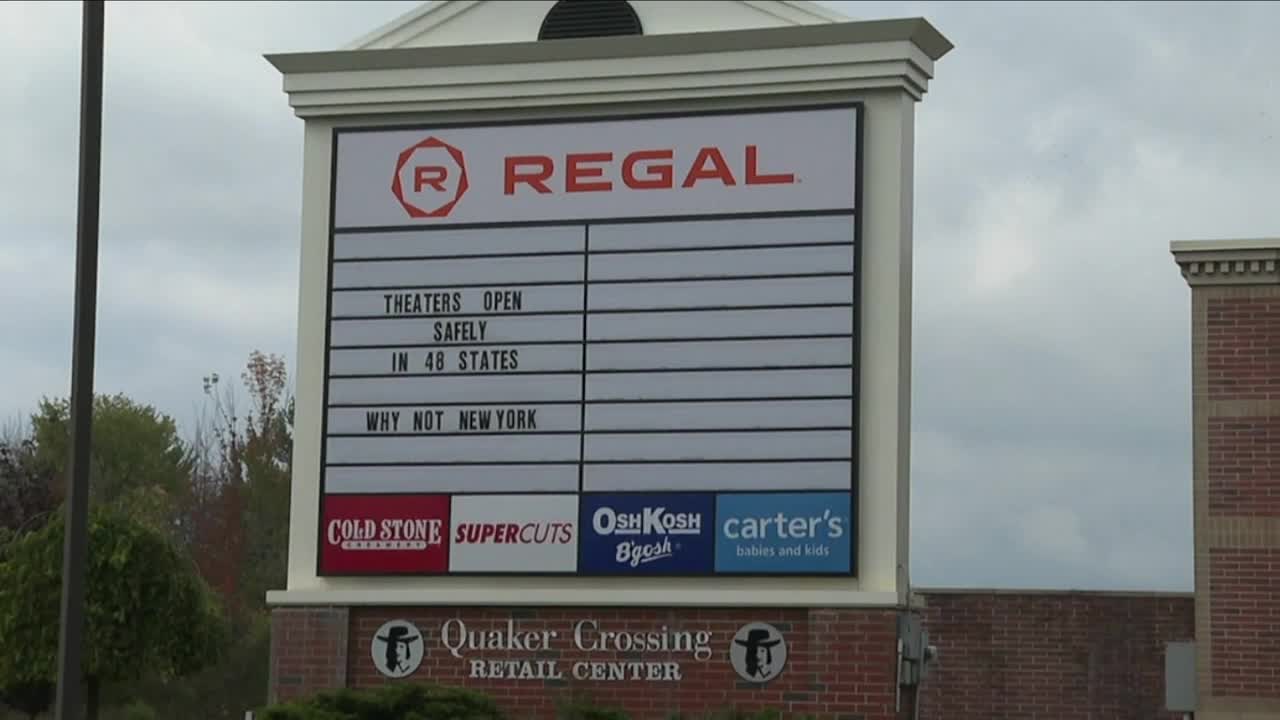 R REGAL
THEATERS OPEN
SAFELY
IN 48 STATES
WHY NOT NEW YORK
COLD STONE
CREAMERY
SUPERCUTS
OSHKOSH
B'gosh
carter's
babies and kids
Quaker Crossing
RETAIL CENTER